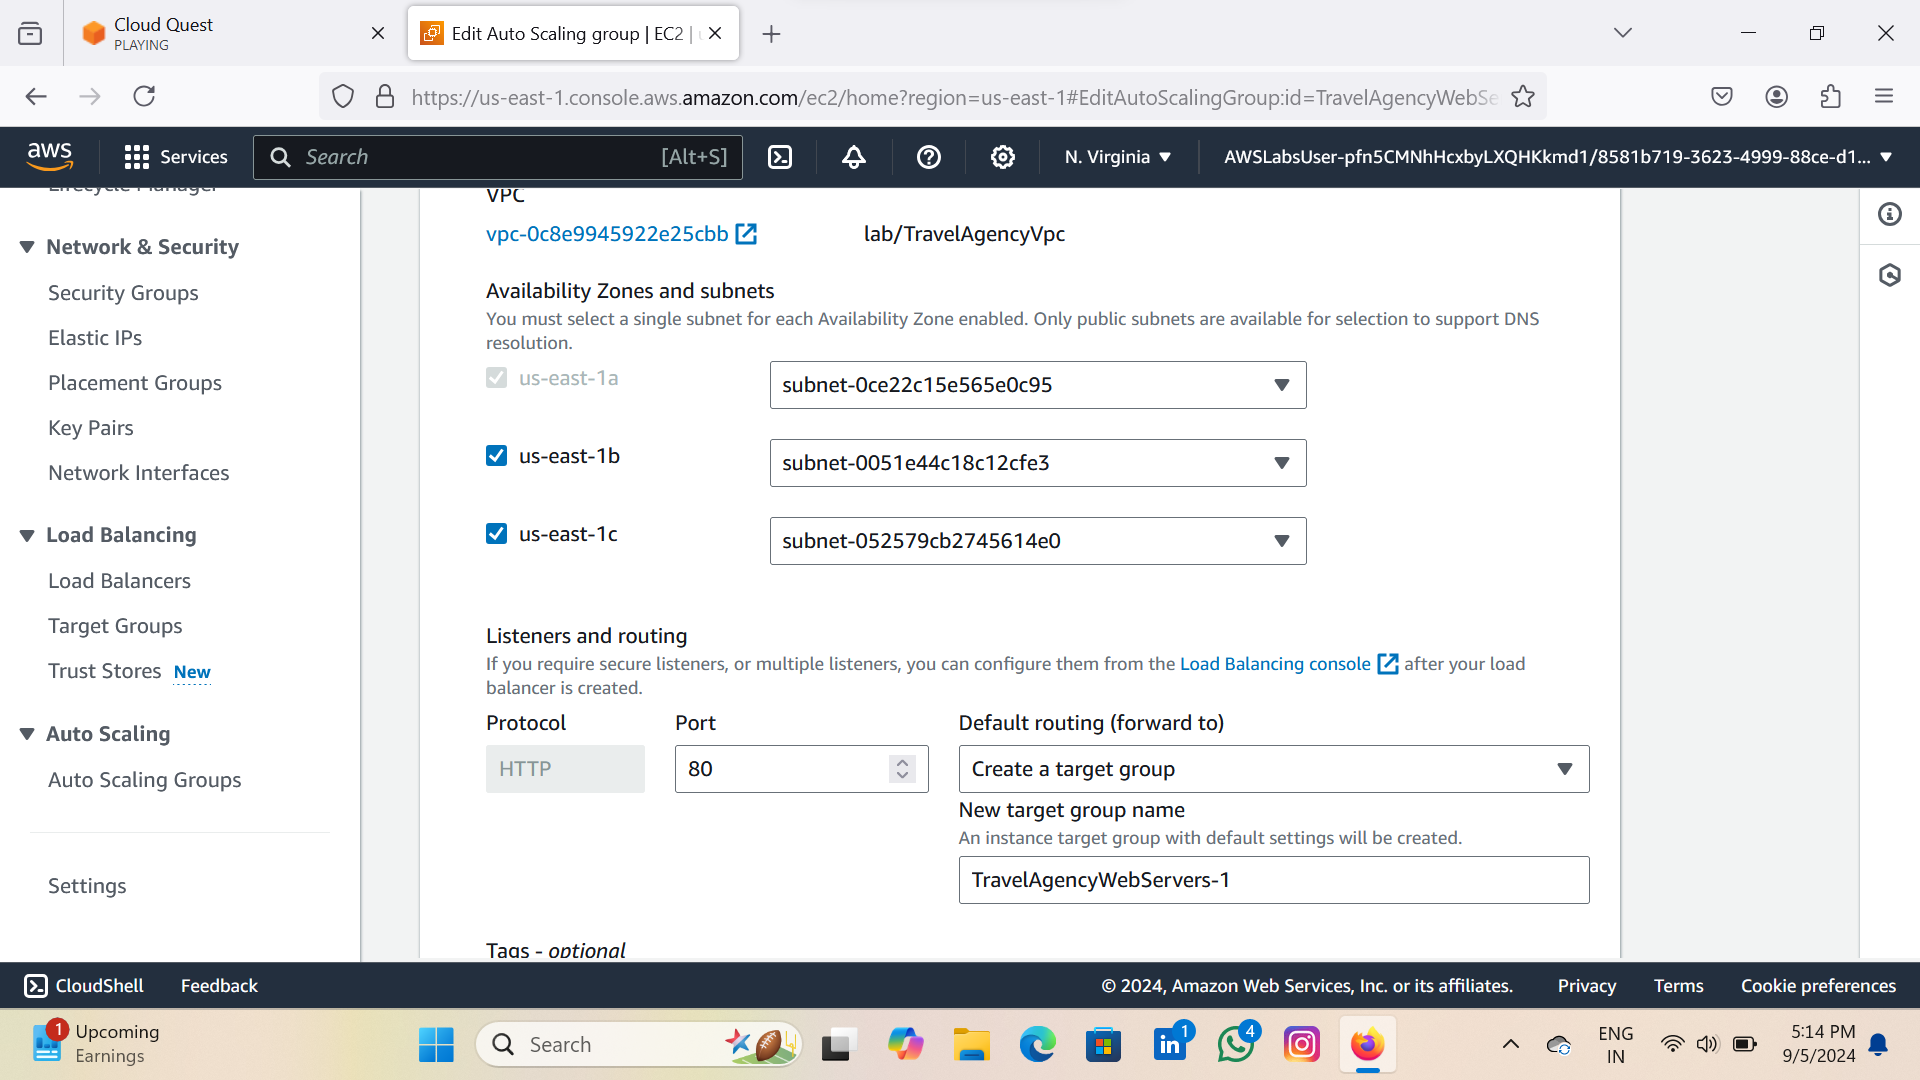 Cloud Quest
PLAYING
Edit Auto Scaling group | EC2 |
https://us-east-1.console.aws.amazon.com/ec2/home?region=us-east-1#EditAutoScalingGroup:id=TravelAgencyWebSe
aws
Services
Search
[Alt+S]
N. Virginia
AWSLabsUser-pfn5CMNhHcxbyLXQHKkmd1/8581b719-3623-4999-88ce-d1...
Lifecycle Manager
Network & Security
Security Groups
Elastic IPs
Placement Groups
Key Pairs
Network Interfaces
Load Balancing
Load Balancers
Target Groups
Trust Stores New
Auto Scaling
Auto Scaling Groups
Settings
VPC
vpc-0c8e9945922e25cbb
lab/TravelAgencyVpc
Availability Zones and subnets
You must select a single subnet for each Availability Zone enabled. Only public subnets are available for selection to support DNS
resolution.
us-east-1a
subnet-0ce22c15e565e0c95
us-east-1b
subnet-0051e44c18c12cfe3
us-east-1c
subnet-052579cb2745614e0
Listeners and routing
If you require secure listeners, or multiple listeners, you can configure them from the Load Balancing console after your load
balancer is created.
Protocol
Port
Default routing (forward to)
HTTP
80
Create a target group
New target group name
An instance target group with default settings will be created.
TravelAgencyWebServers-1
Tags - optional
CloudShell
Feedback
© 2024, Amazon Web Services, Inc. or its affiliates.
Privacy
Terms
Cookie preferences
1
Upcoming
Earnings
Search
1
4
ENG
IN
5:14 PM
9/5/2024